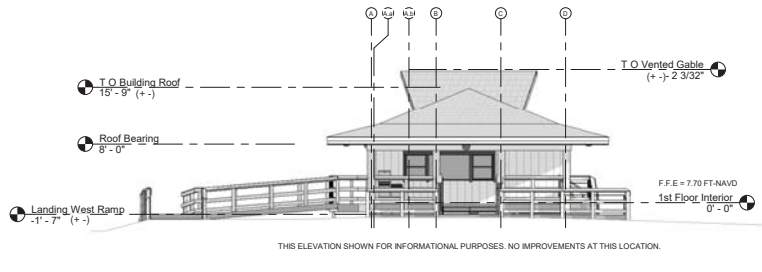 A A.a A.b B C D
T O Building Roof
15' - 9" (+ -)
T O Vented Gable
(+ -)- 2 3/32"
Roof Bearing
8' - 0"
F.F.E = 7.70 FT-NAVD
1st Floor Interior
0' - 0"
Landing West Ramp
-1' - 7" (+ -)
THIS ELEVATION SHOWN FOR INFORMATIONAL PURPOSES. NO IMPROVEMENTS AT THIS LOCATION.